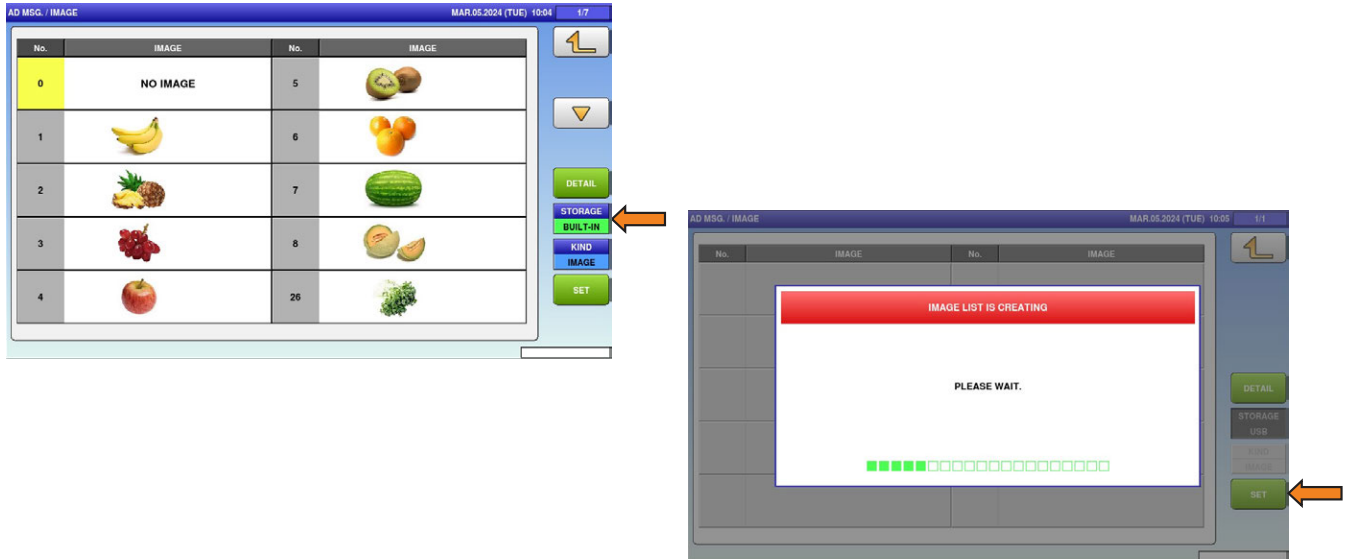 AD MSG. / IMAGE MAR.05.2024 (TUE) 10:04 1/7
No. IMAGE No. IMAGE
0 NO IMAGE 5
1 6
2 7
3 8
4 26
DETAIL
STORAGE
BUILT-IN
KIND
IMAGE
SET
AD MSG. / IMAGE MAR.05.2024 (TUE) 10:05 1/1
No. IMAGE No. IMAGE
IMAGE LIST IS CREATING
PLEASE WAIT.
DETAIL
STORAGE
USB
KIND
IMAGE
SET